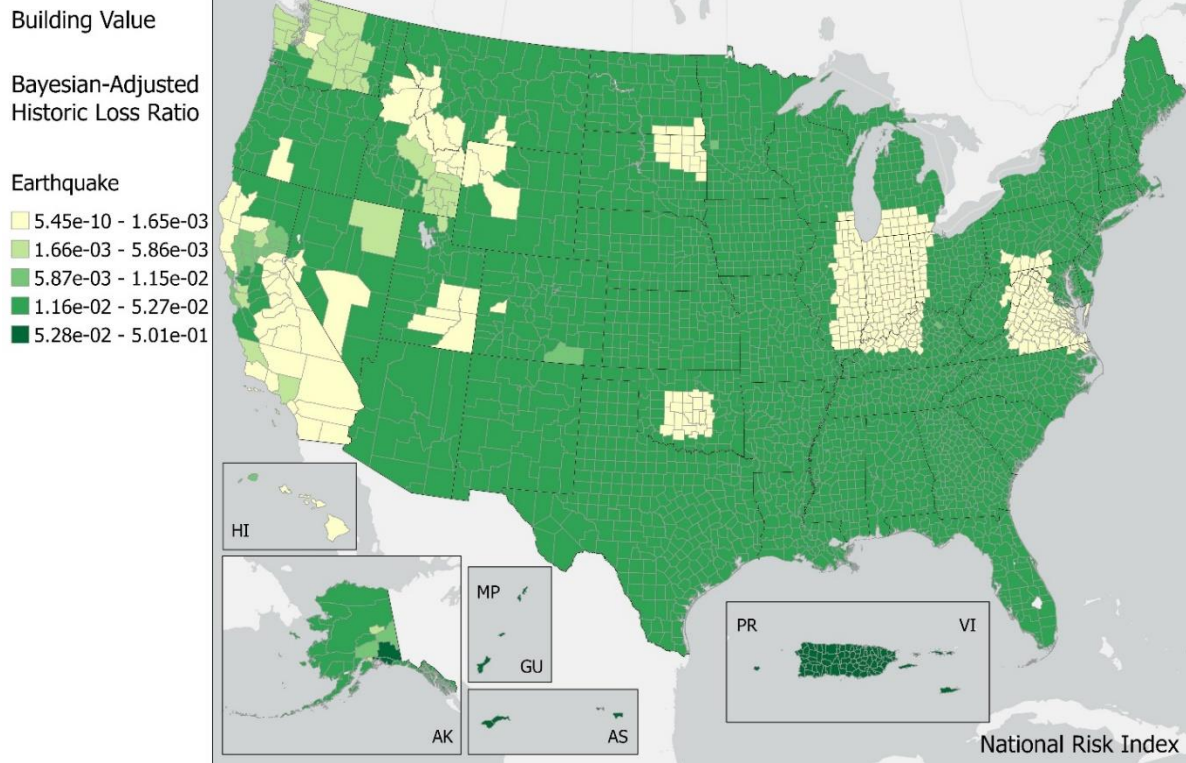 Building Value
Bayesian-Adjusted
Historic Loss Ratio
Earthquake
5.45e-10 - 1.65e-03
1.66e-03 - 5.86e-03
5.87e-03 - 1.15e-02
1.16e-02 - 5.27e-02
5.28e-02 - 5.01e-01
HI
AK
MP
GU
AS
PR
VI
National Risk Index